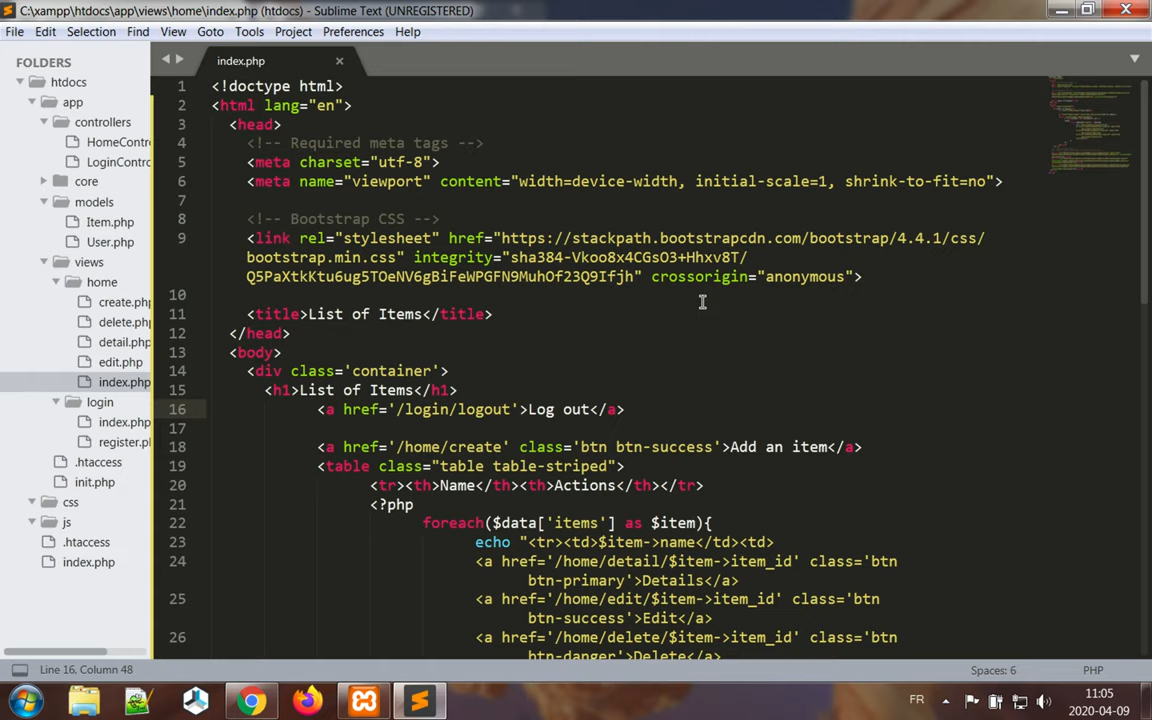 C:\xampp\htdocs\app\views\home\index.php (htdocs) - Sublime Text (UNREGISTERED)
File Edit Selection Find View Goto Tools Project Preferences Help
FOLDERS
htdocs
app
controllers
HomeContr
LoginContro
core
models
Item.php
User.php
views
home
create.php
delete.php
detail.php
edit.php
index.php
login
index.php
register.pl
.htaccess
init.php
css
js
.htaccess
index.php
index.php
1 <!doctype html>
2 <html lang="en">
3 <head>
4 <!-- Required meta tags -->
5 <meta charset="utf-8">
6 <meta name="viewport" content="width=device-width, initial-scale=1, shrink-to-fit=no">
7
8 <!-- Bootstrap CSS -->
9 <link rel="stylesheet" href="https://stackpath.bootstrapcdn.com/bootstrap/4.4.1/css/
bootstrap.min.css" integrity="sha384-Vkoo8x4CGsO3+Hhxv8T/
Q5PaXtkKtu6ug5TOeNV6gBiFeWPGFN9MuhOf23Q9Ifjh" crossorigin="anonymous">
10
11 <title>List of Items</title>
12 </head>
13 <body>
14 <div class='container'>
15 <h1>List of Items</h1>
16 <a href='/login/logout'>Log out</a>
17
18 <a href='/home/create' class='btn btn-success'>Add an item</a>
19 <table class="table table-striped">
20 <tr><th>Name</th><th>Actions</th></tr>
21 <?php
22 foreach($data['items'] as $item){
23 echo "<tr><td>$item->name</td><td>
24 <a href='/home/detail/$item->item_id' class='btn
btn-primary'>Details</a>
25 <a href='/home/edit/$item->item_id' class='btn
btn-success'>Edit</a>
26 <a href='/home/delete/$item->item_id' class='btn
btn-danger'>Delete</a>
Line 16, Column 48 Spaces: 6 PHP
FR 11:05
2020-04-09